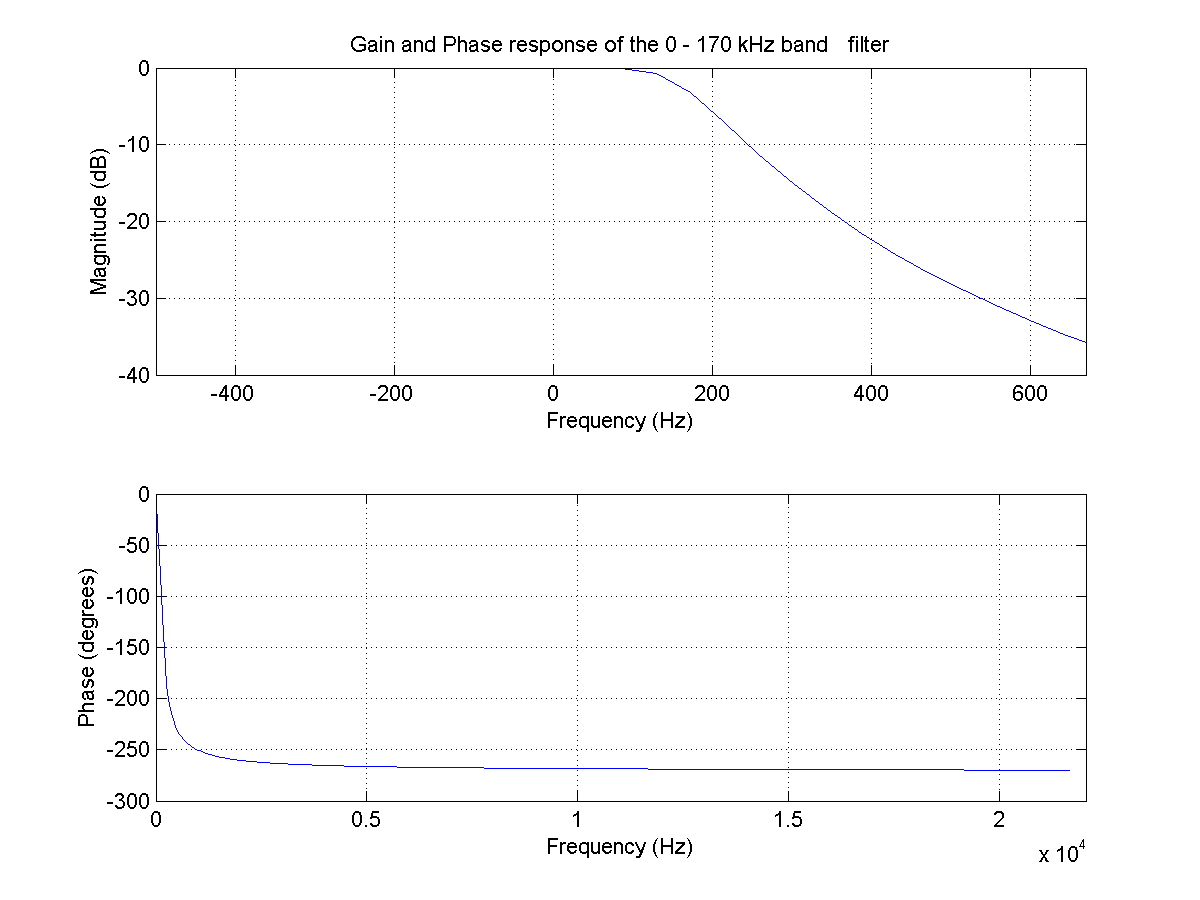 Gain and Phase response of the 0 - 170 kHz band filter
0
-10
-20
-30
-40
Magnitude (dB)
-400 -200 0 200 400 600
Frequency (Hz)
0
-50
-100
-150
-200
-250
-300
Phase (degrees)
0 0.5 1 1.5 2
Frequency (Hz)
x 10^4